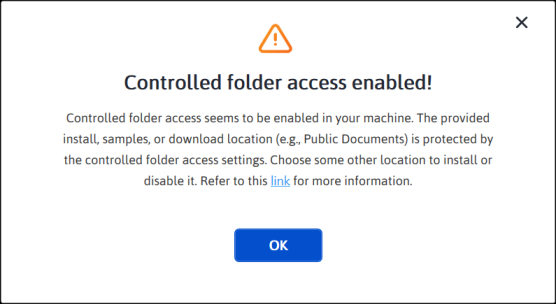 Controlled folder access enabled!
Controlled folder access seems to be enabled in your machine. The provided
install, samples, or download location (e.g., Public Documents) is protected by
the controlled folder access settings. Choose some other location to install or
disable it. Refer to this link for more information.
OK